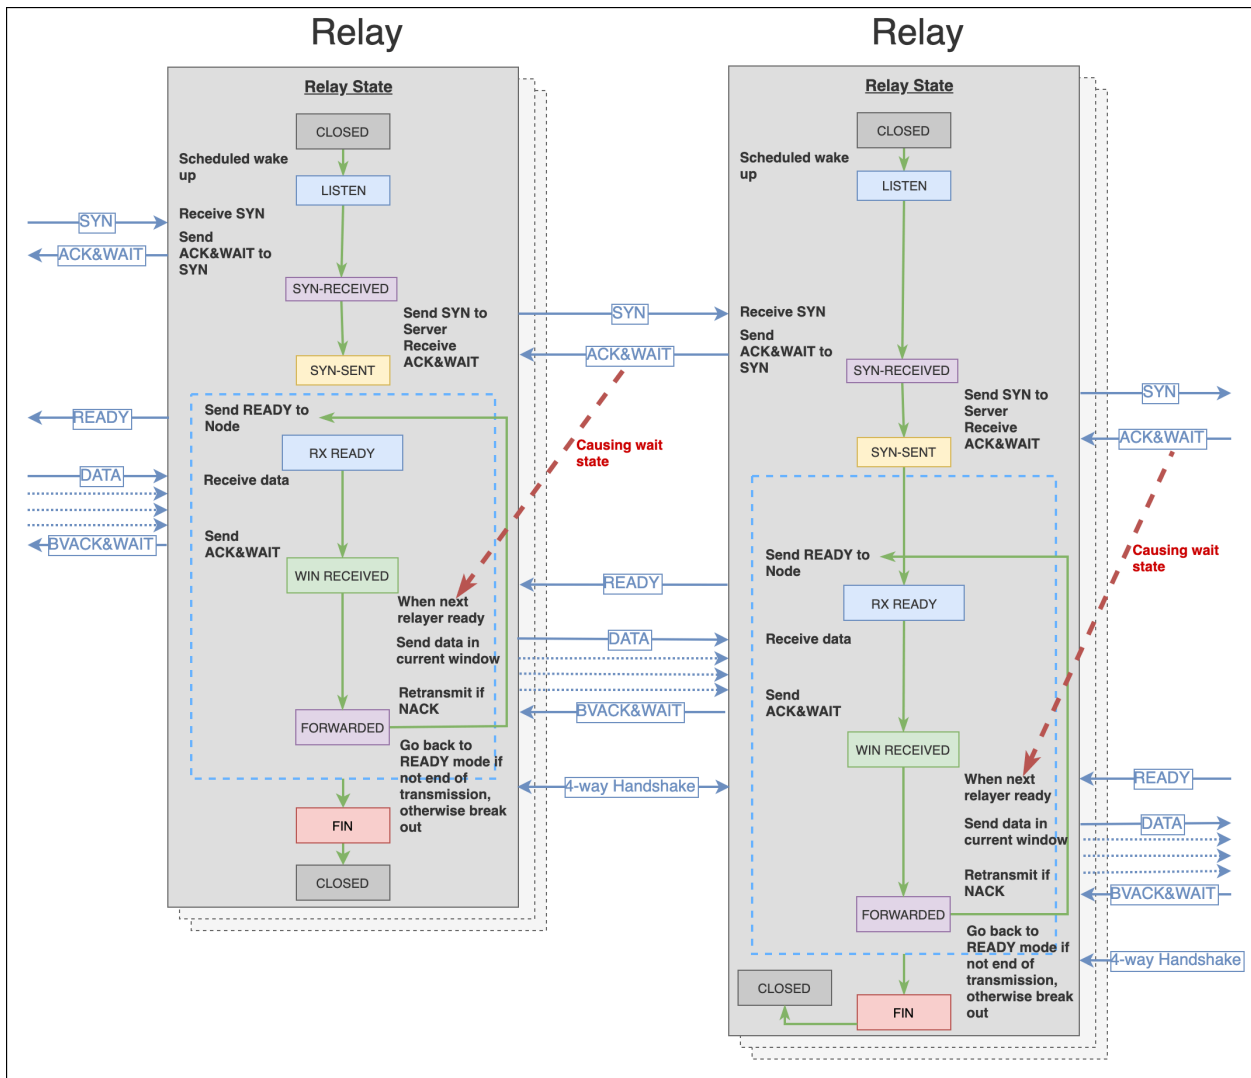 Relay
Relay
Relay State
CLOSED
Scheduled wake
up
LISTEN
SYN
Receive SYN
ACK&WAIT
Send
ACK&WAIT to
SYN
SYN-RECEIVED
Send SYN to
Server
Receive
ACK&WAIT
SYN-SENT
READY
Send READY to
Node
RX READY
DATA
Receive data
Send
ACK&WAIT
BVACK&WAIT
WIN RECEIVED
When next
relayer ready
Send data in
current window
Retransmit if
NACK
FORWARDED
Go back to
READY mode if
not end of
transmission,
otherwise break
out
FIN
CLOSED
SYN
ACK&WAIT
Causing wait
state
READY
DATA
BVACK&WAIT
4-way Handshake
Relay State
CLOSED
Scheduled wake
up
LISTEN
Receive SYN
Send
ACK&WAIT to
SYN
SYN-RECEIVED
Send SYN to
Server
Receive
ACK&WAIT
SYN-SENT
Send READY to
Node
RX READY
Receive data
Send
ACK&WAIT
WIN RECEIVED
When next
relayer ready
Send data in
current window
Retransmit if
NACK
FORWARDED
Go back to
READY mode if
not end of
transmission,
otherwise break
out
CLOSED
FIN
SYN
ACK&WAIT
Causing wait
state
READY
DATA
BVACK&WAIT
4-way Handshake